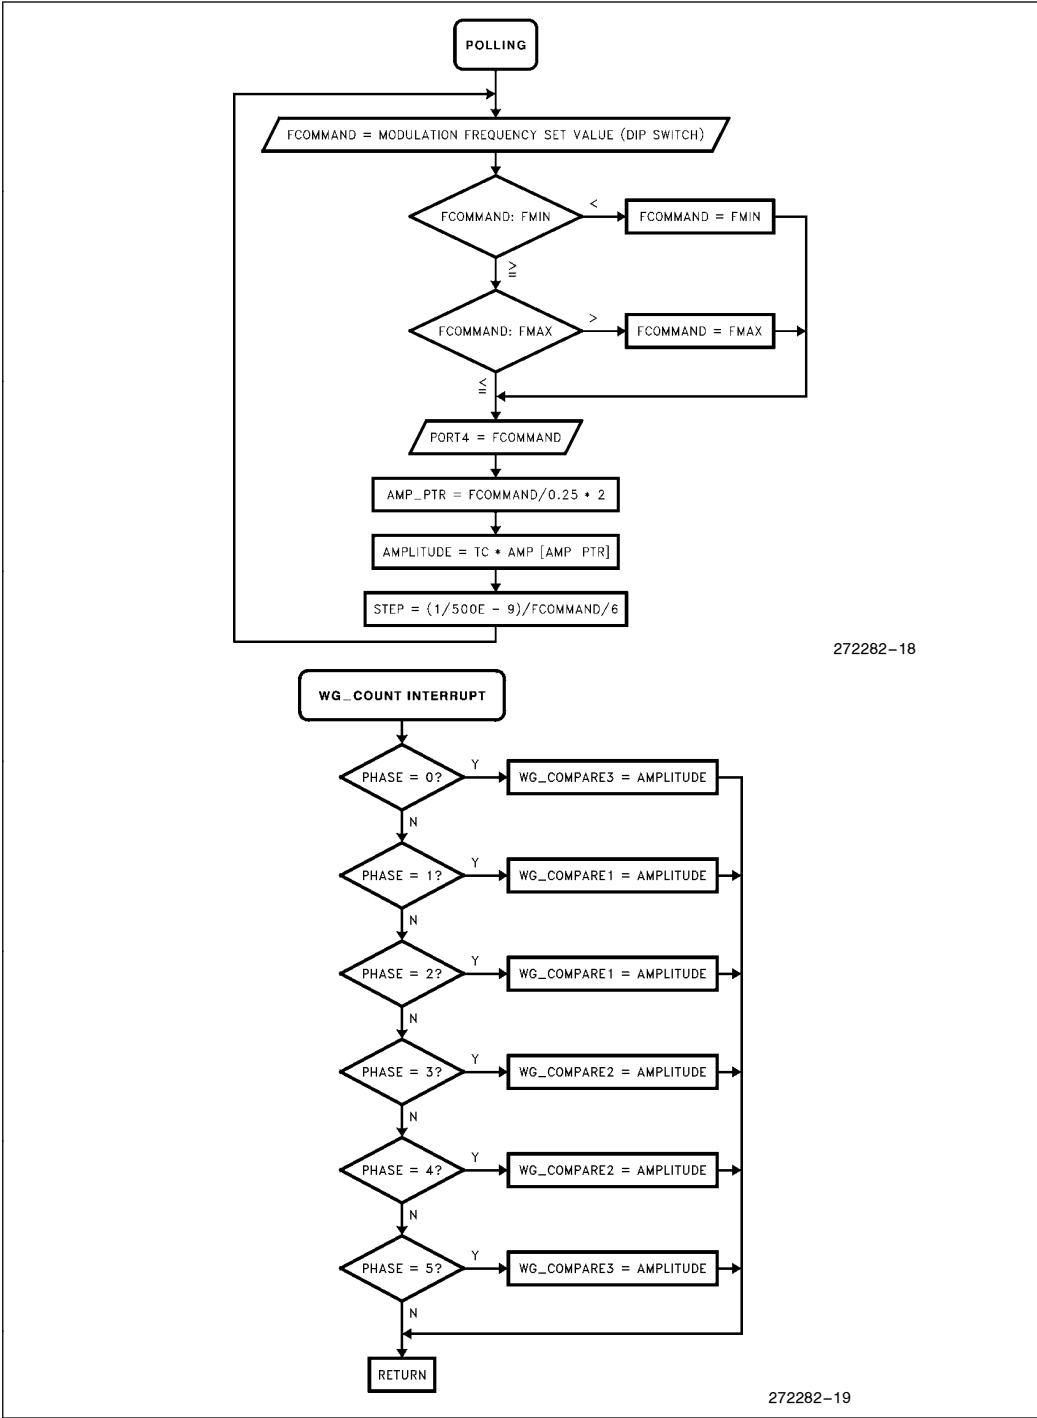 POLLING
FCOMMAND = MODULATION FREQUENCY SET VALUE (DIP SWITCH)
FCOMMAND: FMIN
<
FCOMMAND = FMIN
≧
FCOMMAND: FMAX
>
FCOMMAND = FMAX
≦
PORT4 = FCOMMAND
AMP_PTR = FCOMMAND/0.25 * 2
AMPLITUDE = TC * AMP [AMP PTR]
STEP = (1/500E - 9)/FCOMMAND/6
272282-18
WG_COUNT INTERRUPT
PHASE = 0?
Y
WG_COMPARE3 = AMPLITUDE
N
PHASE = 1?
Y
WG_COMPARE1 = AMPLITUDE
N
PHASE = 2?
Y
WG_COMPARE1 = AMPLITUDE
N
PHASE = 3?
Y
WG_COMPARE2 = AMPLITUDE
N
PHASE = 4?
Y
WG_COMPARE2 = AMPLITUDE
N
PHASE = 5?
Y
WG_COMPARE3 = AMPLITUDE
N
RETURN
272282-19